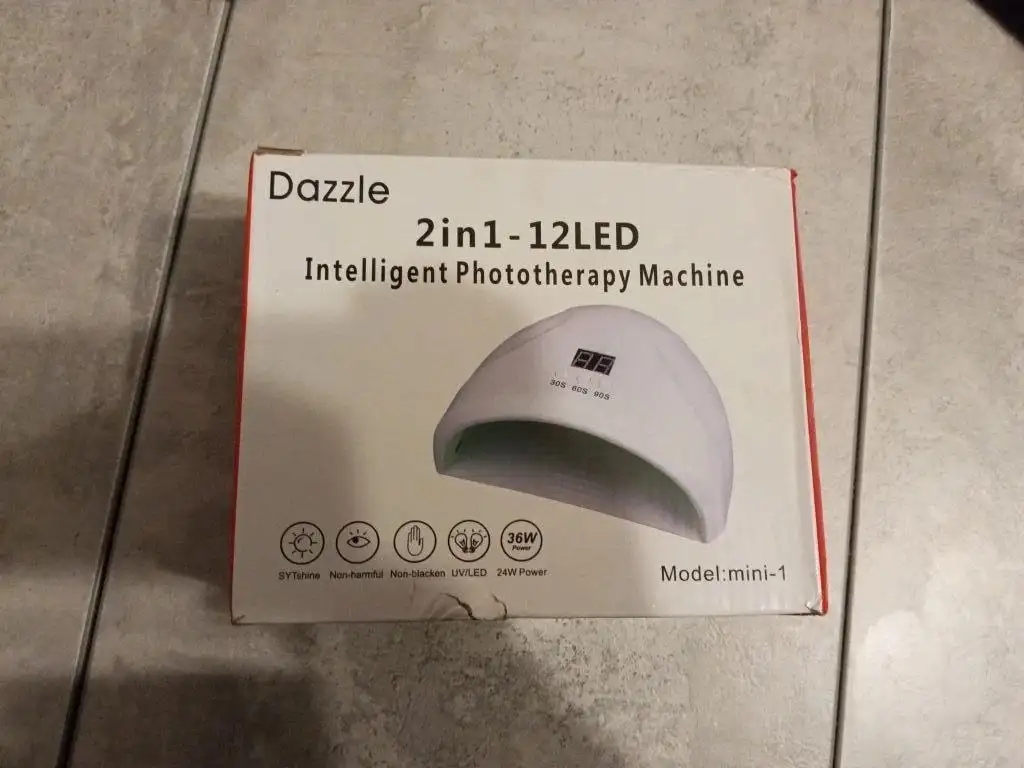 Dazzle
2in1-12LED
Intelligent Phototherapy Machine
30S 60S 90S
36W
Power
SYTshine Non-harmful Non-blacken UV/LED 24W Power
Model:mini-1